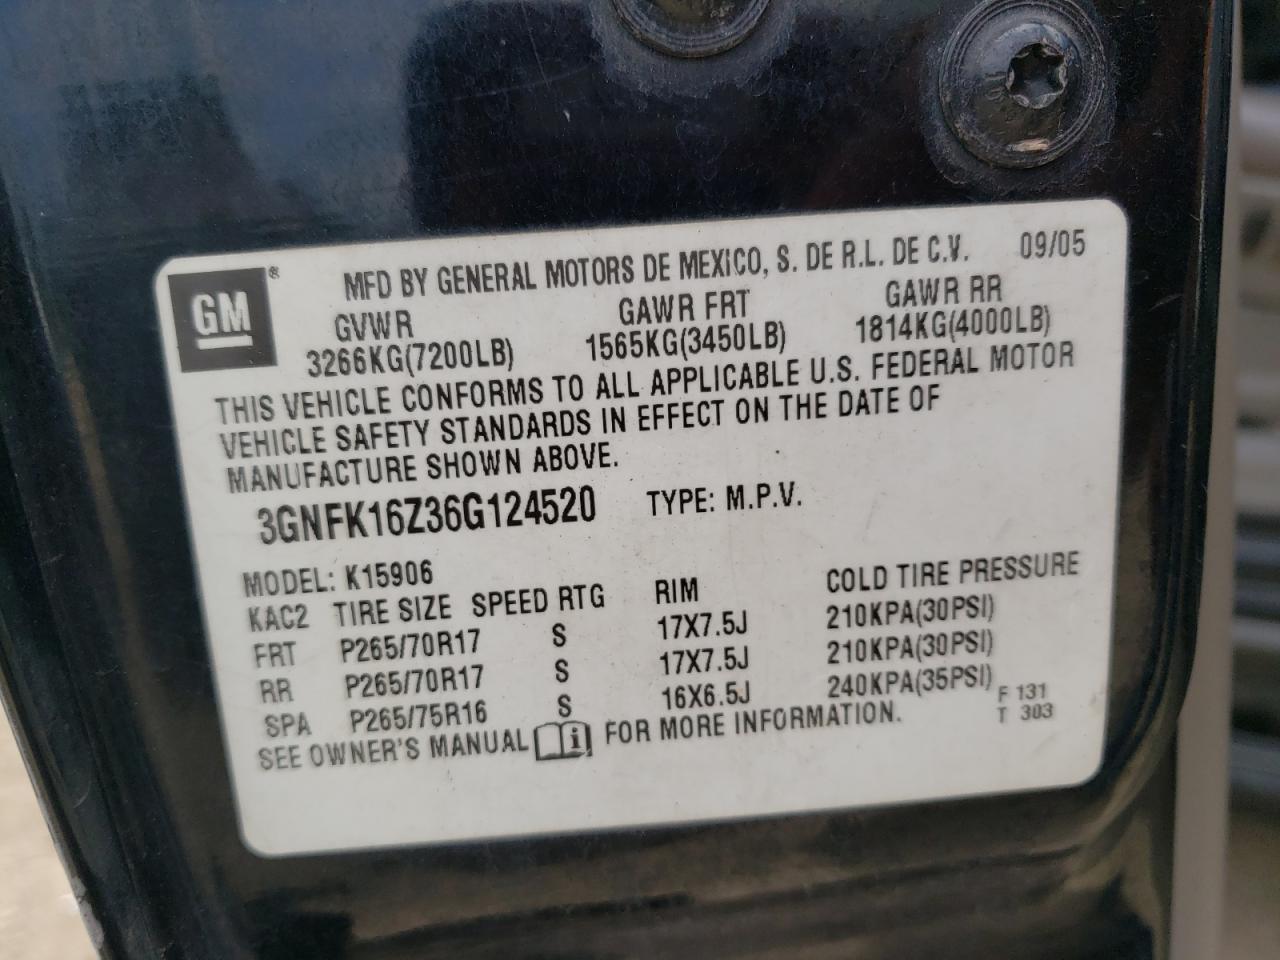 GM ®
MFD BY GENERAL MOTORS DE MEXICO, S. DE R.L. DE C.V. 09/05
GVWR GAWR FRT GAWR RR
3266KG(7200LB) 1565KG(3450LB) 1814KG(4000LB)
THIS VEHICLE CONFORMS TO ALL APPLICABLE U.S. FEDERAL MOTOR
VEHICLE SAFETY STANDARDS IN EFFECT ON THE DATE OF
MANUFACTURE SHOWN ABOVE.
3GNFK16Z36G124520 TYPE: M.P.V.
MODEL: K15906
KAC2 TIRE SIZE SPEED RTG RIM COLD TIRE PRESSURE
FRT P265/70R17 S 17X7.5J 210KPA(30PSI)
RR P265/70R17 S 17X7.5J 210KPA(30PSI)
SPA P265/75R16 S 16X6.5J 240KPA(35PSI)
SEE OWNER'S MANUAL i FOR MORE INFORMATION.
F 131
T 303